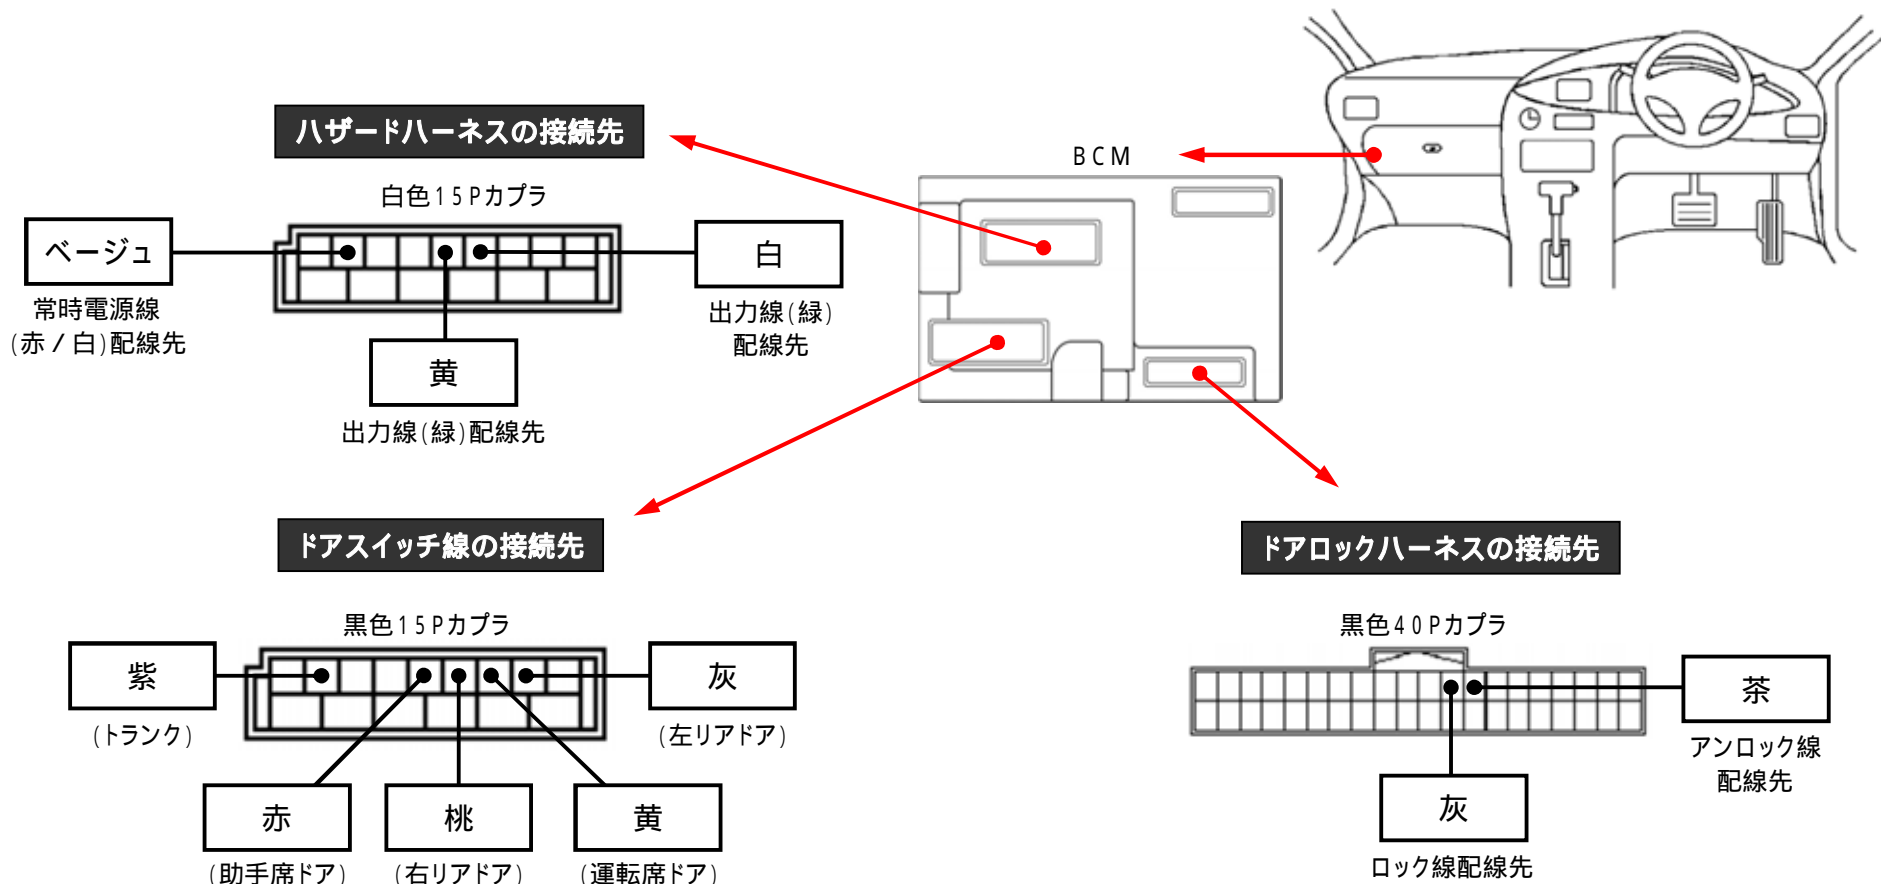 ハザードハーネスの接続先
BCM
白色15Pカプラ
ベージュ
常時電源線
(赤/白)配線先
白
出力線(緑)
配線先
黄
出力線(緑)配線先
ドアスイッチ線の接続先
黒色15Pカプラ
紫
(トランク)
灰
(左リアドア)
赤
(助手席ドア)
桃
(右リアドア)
黄
(運転席ドア)
ドアロックハーネスの接続先
黒色40Pカプラ
茶
アンロック線
配線先
灰
ロック線配線先